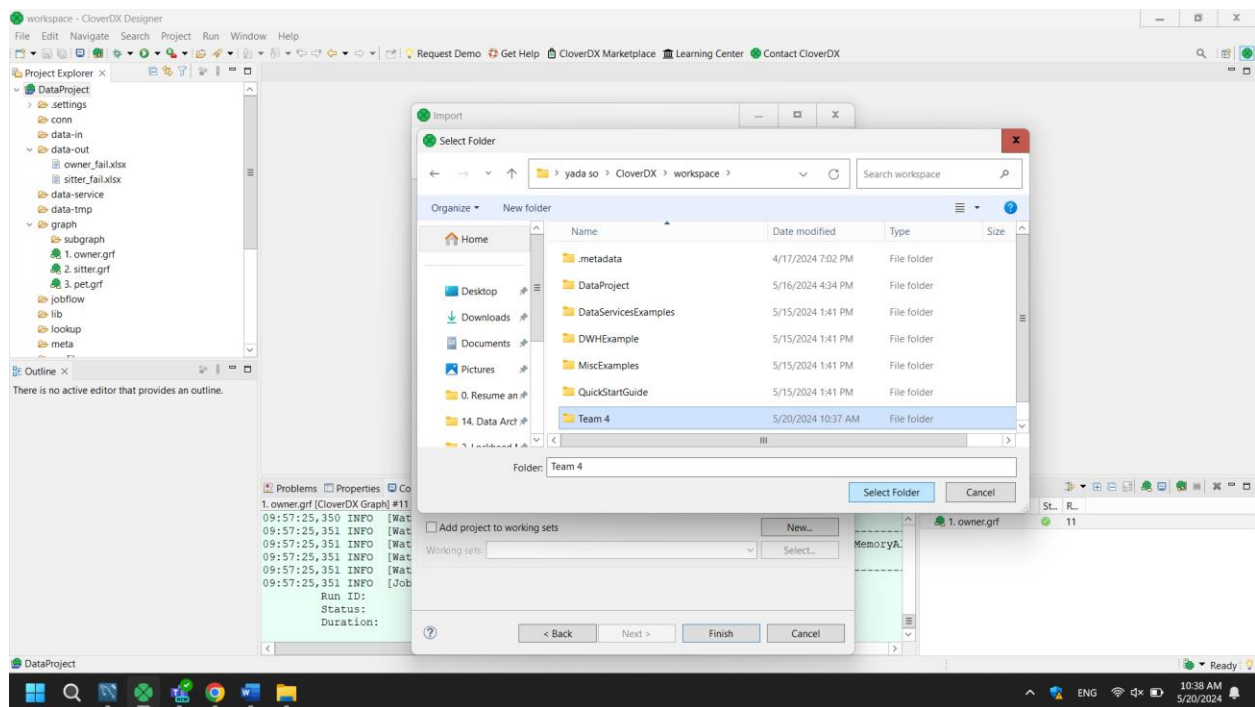 workspace - CloverDX Designer
File Edit Navigate Search Project Run Window Help
Request Demo Get Help CloverDX Marketplace Learning Center Contact CloverDX
Project Explorer
DataProject
.settings
conn
data-in
data-out
owner_fail.xlsx
sitter_fail.xlsx
data-service
data-tmp
graph
subgraph
1. owner.grf
2. sitter.grf
3. pet.grf
jobflow
lib
lookup
meta
Outline
There is no active editor that provides an outline.
Import
Select Folder
yada so > CloverDX > workspace >
Search workspace
Organize New folder
Home
Desktop
Downloads
Documents
Pictures
0. Resume an
14. Data Arch
Name Date modified Type Size
.metadata 4/17/2024 7:02 PM File folder
DataProject 5/16/2024 4:34 PM File folder
DataServicesExamples 5/15/2024 1:41 PM File folder
DWHExample 5/15/2024 1:41 PM File folder
MiscExamples 5/15/2024 1:41 PM File folder
QuickStartGuide 5/15/2024 1:41 PM File folder
Team 4 5/20/2024 10:37 AM File folder
Folder: Team 4
Select Folder Cancel
Add project to working sets New...
Working sets: Select...
< Back Next > Finish Cancel
Problems Properties Co
1. owner.grf [CloverDX Graph] #11
09:57:25,350 INFO [Wat
09:57:25,351 INFO [Wat
09:57:25,351 INFO [Wat
09:57:25,351 INFO [Wat
09:57:25,351 INFO [Wat
09:57:25,351 INFO [Job
Run ID:
Status:
Duration:
MemoryA
St... R...
1. owner.grf 11
DataProject
Ready
ENG
10:38 AM
5/20/2024